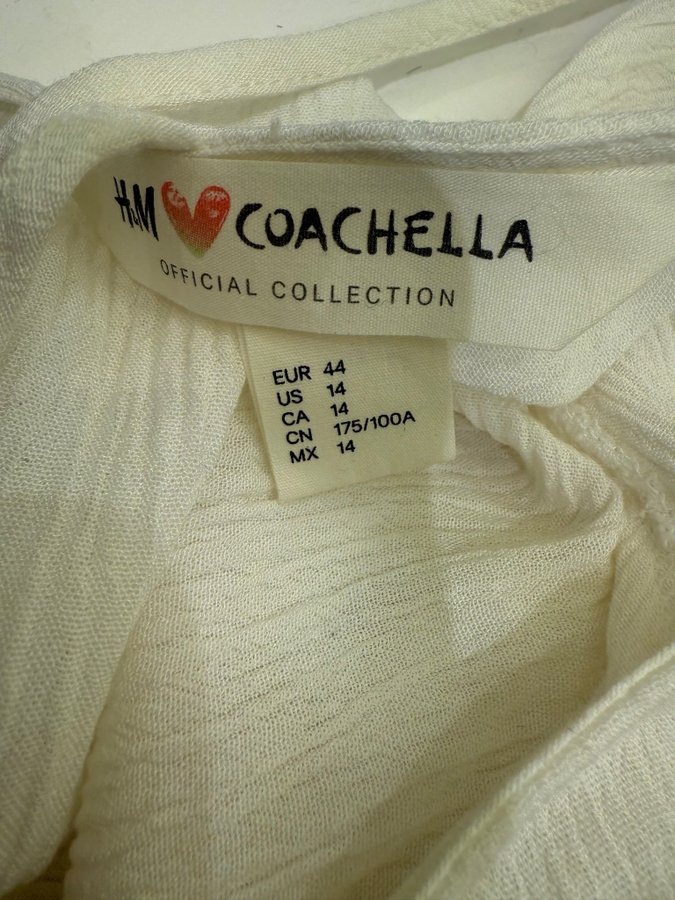 H&M COACHELLA
OFFICIAL COLLECTION
EUR 44
US 14
CA 14
CN 175/100A
MX 14